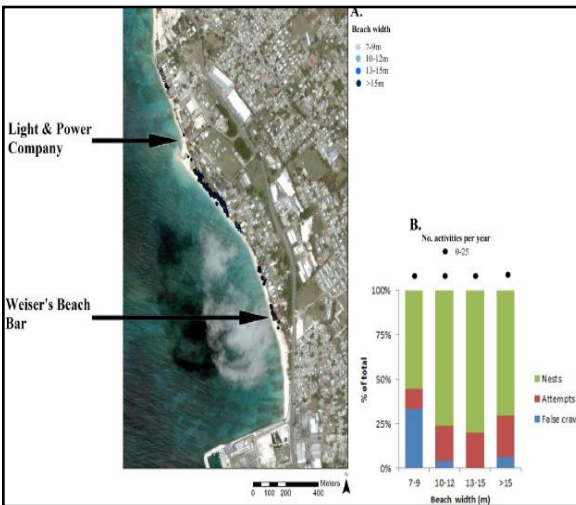 A.
Beach width
7-9m
10-12m
13-15m
>15m
Light & Power
Company
Weiser's Beach
Bar
B.
No. activities per year
0-25
100%
75%
50%
25%
0%
% of total
Nests
Attempts
False craw
7-9
10-12
13-15
>15
Beach width (m)
Meters
0 100 200 400